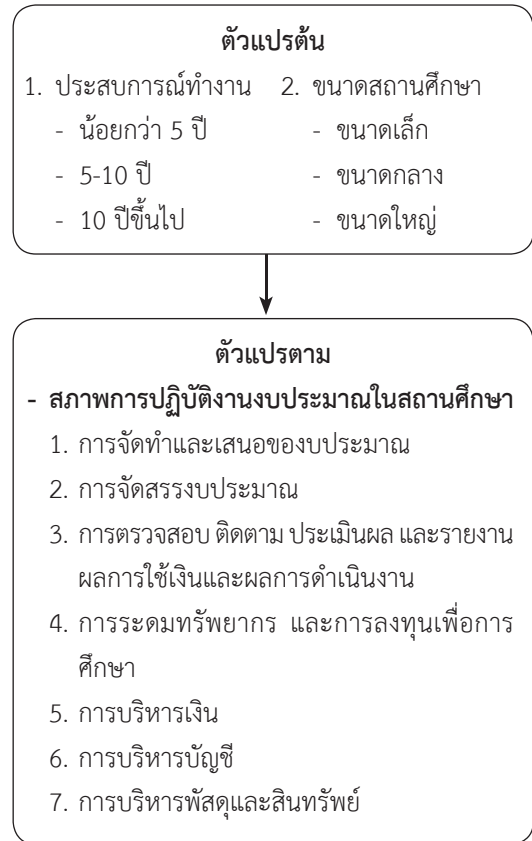 ตัวแปรต้น
1. ประสบการณ์ทำงาน 2. ขนาดสถานศึกษา
- น้อยกว่า 5 ปี - ขนาดเล็ก
- 5-10 ปี - ขนาดกลาง
- 10 ปีขึ้นไป - ขนาดใหญ่
ตัวแปรตาม
- สภาพการปฏิบัติงานงบประมาณในสถานศึกษา
1. การจัดทำและเสนอของบประมาณ
2. การจัดสรรงบประมาณ
3. การตรวจสอบ ติดตาม ประเมินผล และรายงาน
ผลการใช้เงินและผลการดำเนินงาน
4. การระดมทรัพยากร และการลงทุนเพื่อการ
ศึกษา
5. การบริหารเงิน
6. การบริหารบัญชี
7. การบริหารพัสดุและสินทรัพย์